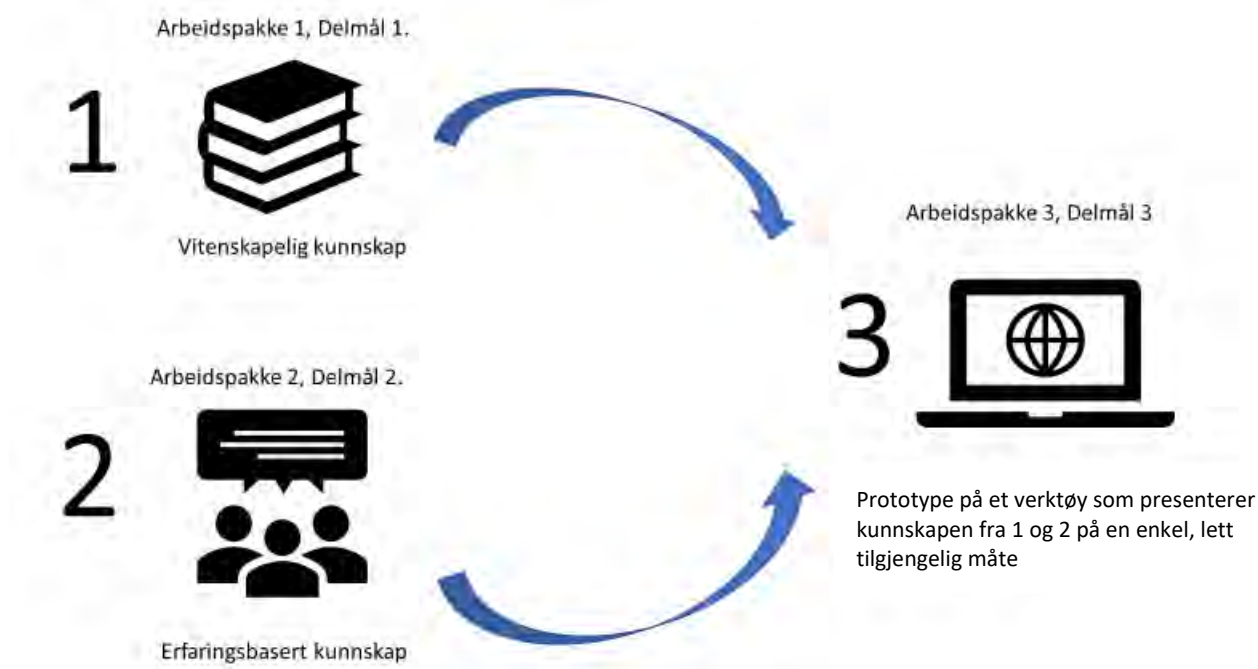 Arbeidspakke 1, Delmål 1.
1
Vitenskapelig kunnskap
Arbeidspakke 2, Delmål 2.
2
Erfaringsbasert kunnskap
Arbeidspakke 3, Delmål 3
3
Prototype på et verktøy som presenterer
kunnskapen fra 1 og 2 på en enkel, lett
tilgjengelig måte